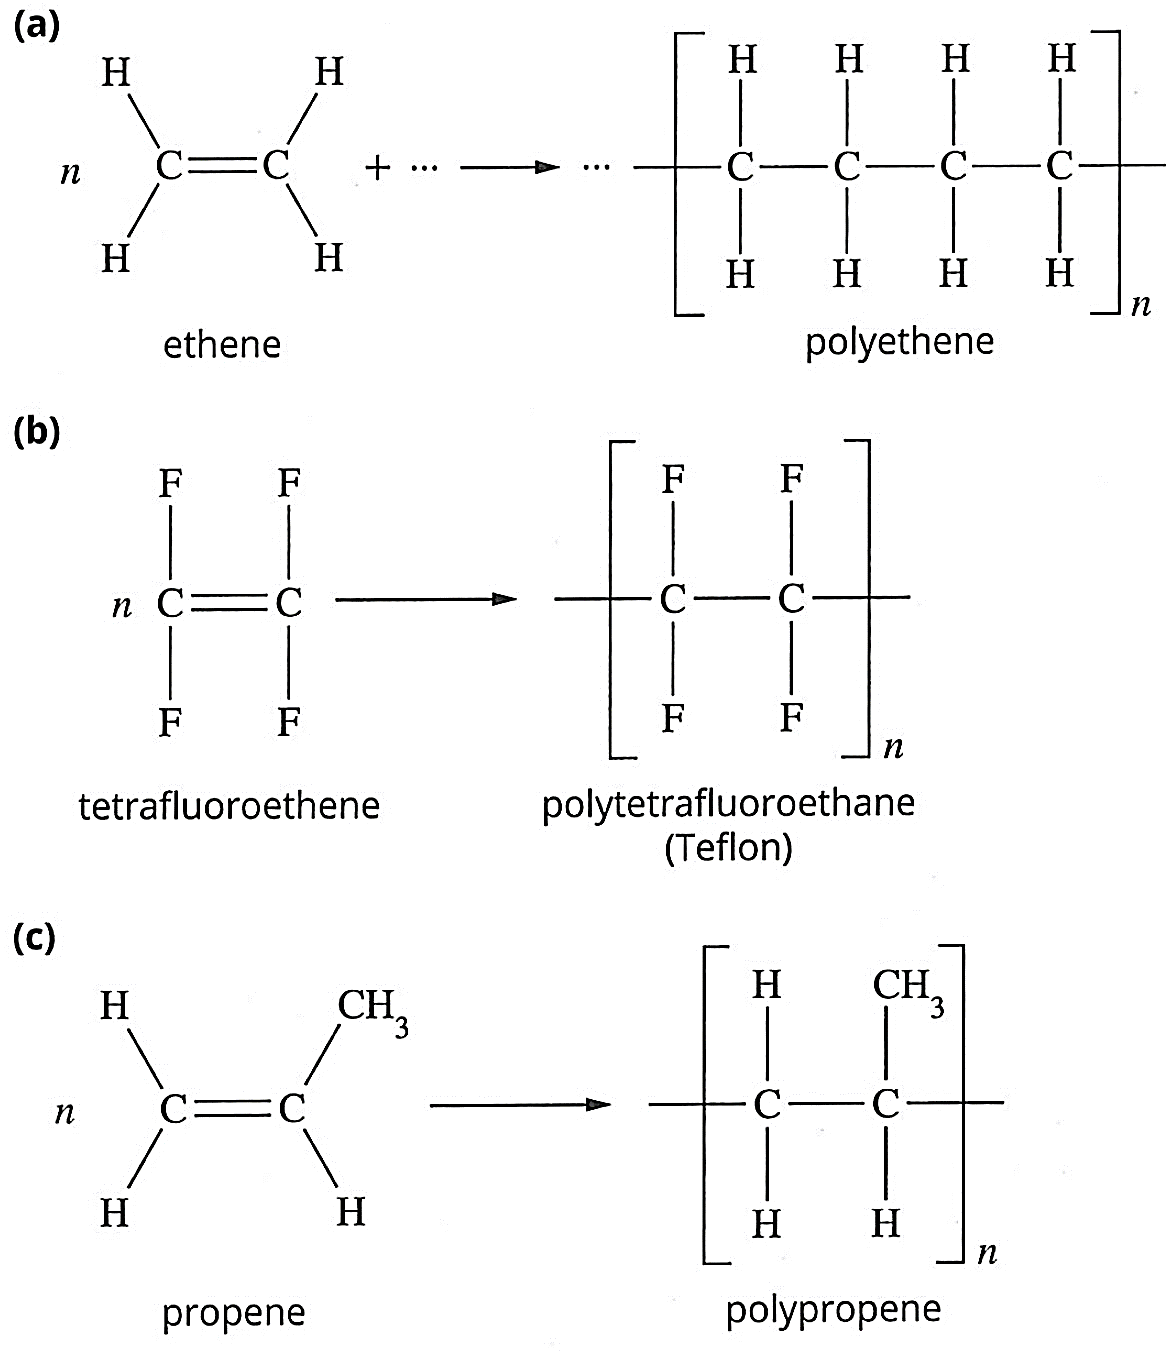 (a)
H H H H H H
n C=C + ... → ... C—C—C—C
H H H H H H n
ethene polyethene
(b)
F F F F
n C=C → C—C
F F F F n
tetrafluoroethene polytetrafluoroethane
(Teflon)
(c)
H CH₃ H CH₃
n C=C → C—C
H H H H n
propene polypropene